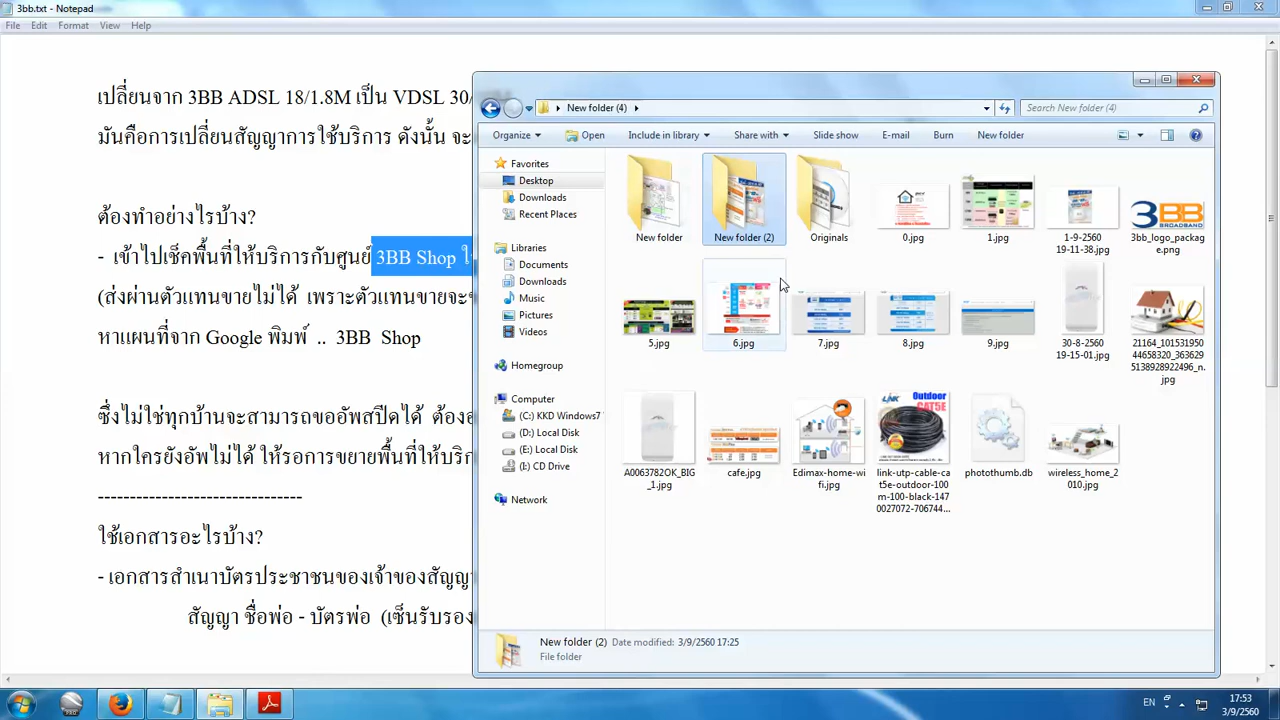 3bb.txt - Notepad
File Edit Format View Help
เปลี่ยนจาก 3BB ADSL 18/1.8M เป็น VDSL 30/
มันคือการเปลี่ยนสัญญาการใช้บริการ ดังนั้น จะ
ต้องทำอย่างไรบ้าง?
- เข้าไปเช็คพื้นที่ให้บริการกับศูนย์ 3BB Shop
(ส่งผ่านตัวแทนขายไม่ได้ เพราะตัวแทนขายจะ
หาแผนที่จาก Google พิมพ์ .. 3BB Shop
ซึ่งไม่ใช่ทุกบ้านจะสามารถขออัพสปีดได้ ต้อง
หากใครยังอัพไม่ได้ ให้รอการขยายพื้นที่ให้บริก
-------------------------------
ใช้เอกสารอะไรบ้าง?
- เอกสารสำเนาบัตรประชาชนของเจ้าของสัญญา
สัญญา ชื่อพ่อ - บัตรพ่อ (เซ็นรับรอง
New folder (4)
Search New folder (4)
Organize Open Include in library Share with Slide show E-mail Burn New folder
Favorites
Desktop
Downloads
Recent Places
Libraries
Documents
Downloads
Music
Pictures
Videos
Homegroup
Computer
(C:) KKD Windows7
(D:) Local Disk
(E:) Local Disk
(I:) CD Drive
Network
New folder
New folder (2)
Originals
0.jpg
1.jpg
1-9-2560
19-11-38.jpg
3BB
BROADBAND
3bb_logo_packag
e.png
5.jpg
6.jpg
7.jpg
8.jpg
9.jpg
30-8-2560
19-15-01.jpg
21164_101531950
44658320_363629
5138928922496_n.
jpg
A0063782OK_BIG
_1.jpg
cafe.jpg
Edimax-home-wi
fi.jpg
LINK
Outdoor
CAT5E
link-utp-cable-ca
t5e-outdoor-100
m-100-black-147
0027072-706744...
photothumb.db
wireless_home_2
010.jpg
New folder (2) Date modified: 3/9/2560 17:25
File folder
EN
17:53
3/9/2560